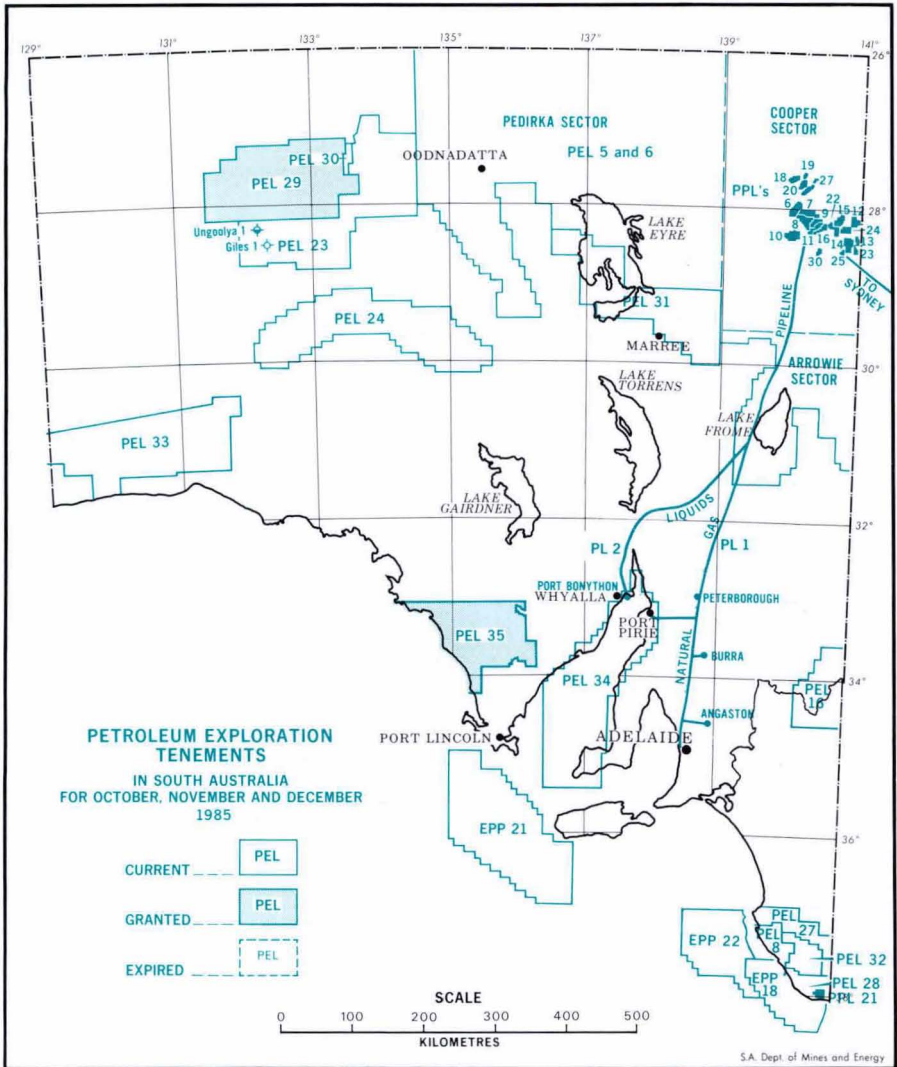 129°
131°
133°
135°
137°
139°
141°
26°
PEDIRKA SECTOR
COOPER
SECTOR
PEL 5 and 6
OODNADATTA
PEL 30
PEL 29
PPL's
19
18
27
20
22
6
7
9
15
12
8
24
10
11
16
14
13
23
30
25
28°
Ungoolya 1
Giles 1
PEL 23
LAKE
EYRE
TO
SYDNEY
PEL 24
PEL 31
MARREE
PIPELINE
ARROWIE
SECTOR
30°
LAKE
TORRENS
LAKE
FROME
PEL 33
LAKE
GAIRDNER
LIQUIDS
GAS
32°
PL 2
PL 1
PORT BONYTHON
WHYALLA
PETERBOROUGH
PORT
PIRIE
PEL 35
NATURAL
BURRA
PEL 34
34°
PEL
16
ANGASTON
PORT LINCOLN
ADELAIDE
PETROLEUM EXPLORATION
TENEMENTS
IN SOUTH AUSTRALIA
FOR OCTOBER, NOVEMBER AND DECEMBER
1985
EPP 21
36°
CURRENT
PEL
GRANTED
PEL
EXPIRED
PEL
EPP 22
PEL
27
PEL
8
PEL 32
EPP
18
PEL 28
PPL 21
SCALE
0 100 200 300 400 500
KILOMETRES
S.A. Dept. of Mines and Energy